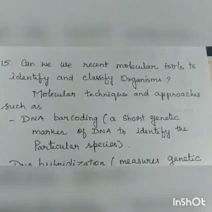 15. Can we use recent molecular tools to
identify and classify Organisms?
Molecular technique and approaches
such as
- DNA barcoding (a short genetic
marker of DNA to identify the
Particular species).
DNA hybridization (measures genetic
InShOt